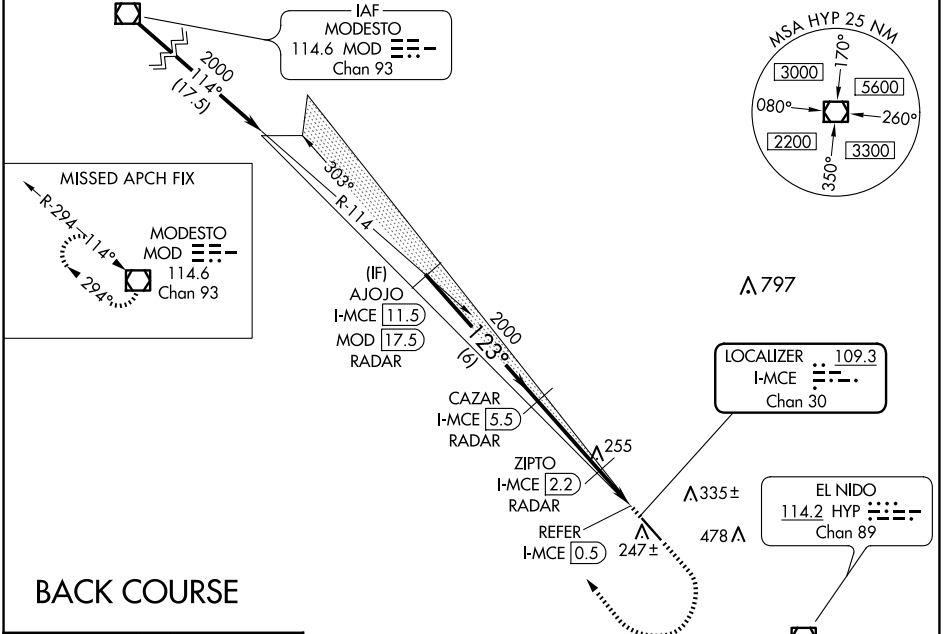 IAF
MODESTO
114.6 MOD
Chan 93
2000
114°
(17.5)
MSA HYP 25 NM
3000
170°
5600
080°
260°
2200
350°
3300
303°
R-114
MISSED APCH FIX
R-294
114°
MODESTO
MOD
114.6
Chan 93
294°
(IF)
AJOJO
I-MCE 11.5
MOD 17.5
RADAR
2000
123°
(6)
797
LOCALIZER 109.3
I-MCE
Chan 30
CAZAR
I-MCE 5.5
RADAR
255
ZIPTO
I-MCE 2.2
RADAR
335±
EL NIDO
114.2 HYP
Chan 89
REFER
I-MCE 0.5
247±
478
BACK COURSE